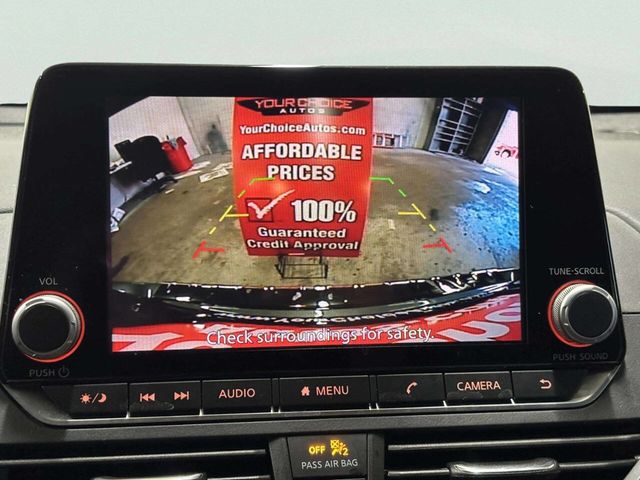 YOUR CHOICE
AUTOS
YourChoiceAutos.com
AFFORDABLE
PRICES
100%
Guaranteed
Credit Approval
Check surroundings for safety.
VOL
PUSH
TUNE·SCROLL
PUSH SOUND
AUDIO
MENU
CAMERA
OFF 2
PASS AIR BAG